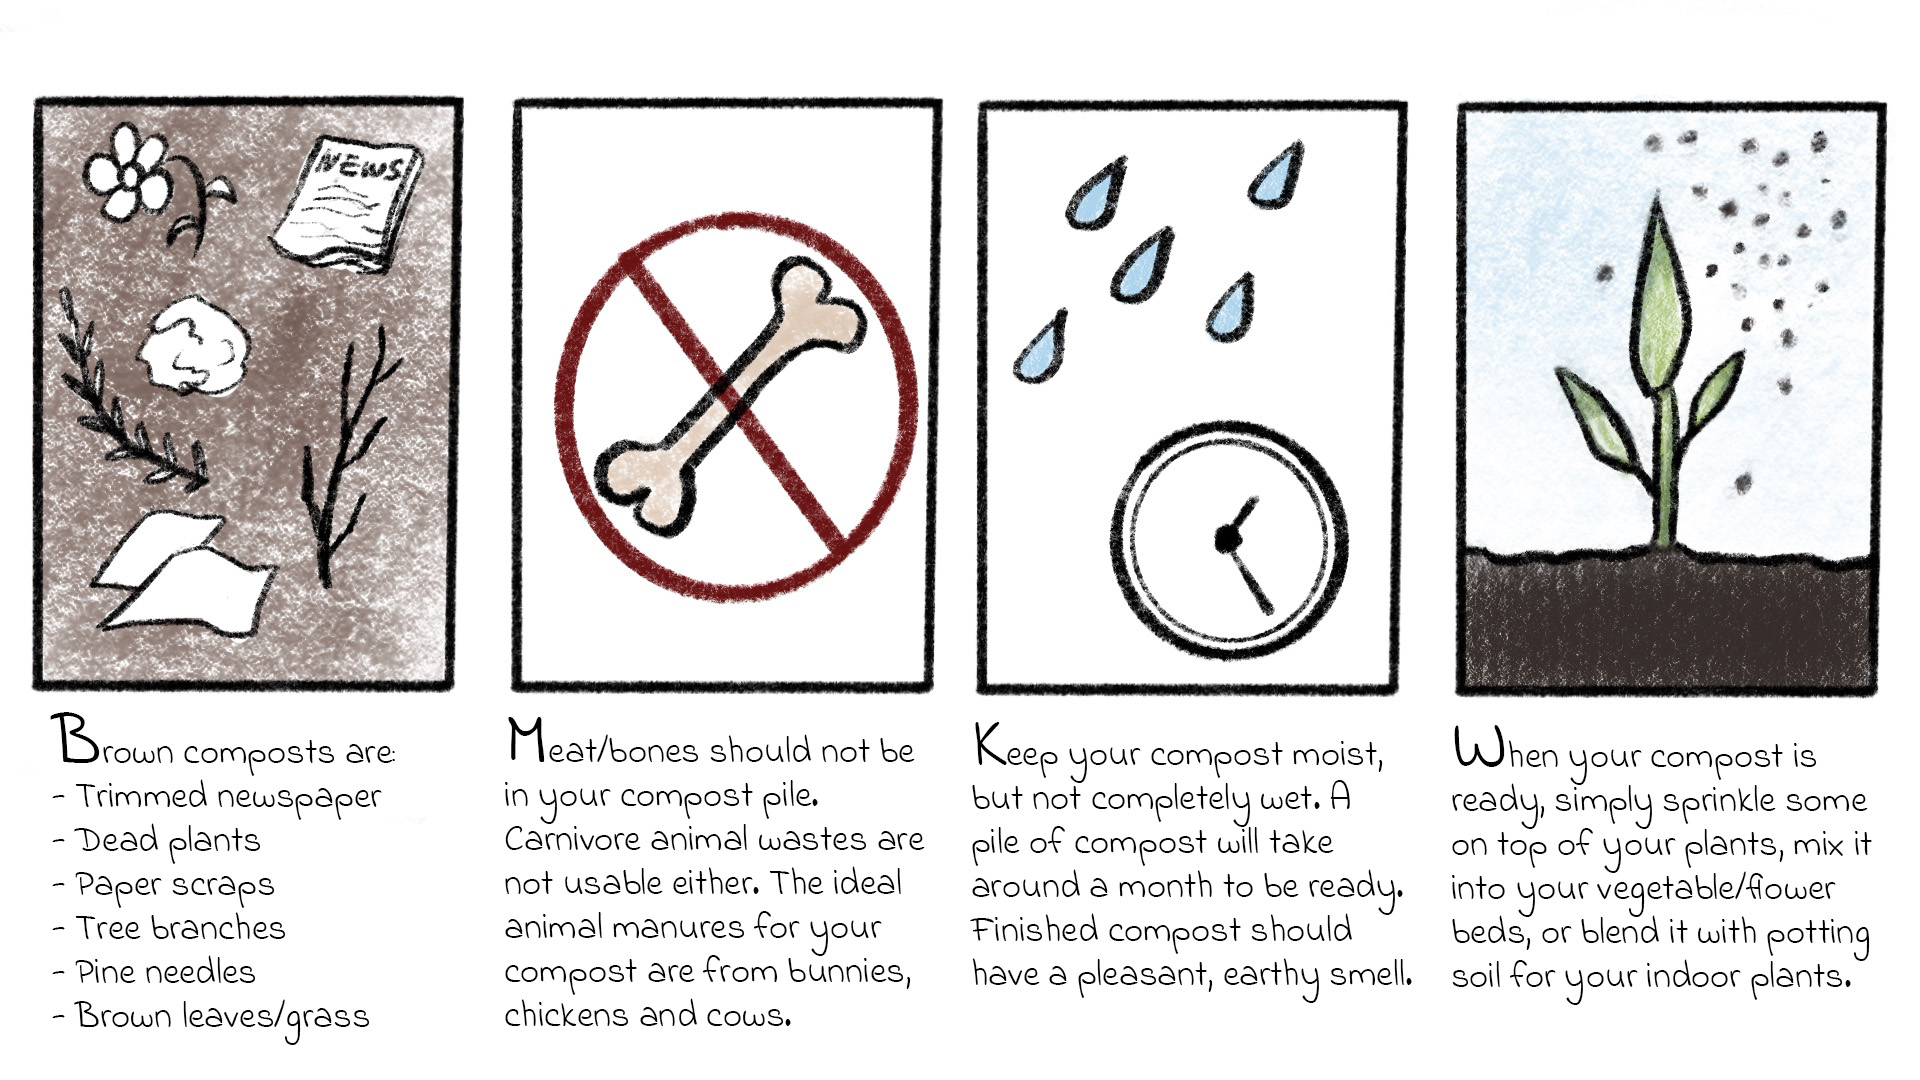 NEWS
Brown composts are:
- Trimmed newspaper
- Dead plants
- Paper scraps
- Tree branches
- Pine needles
- Brown leaves/grass
Meat/bones should not be
in your compost pile.
Carnivore animal wastes are
not usable either. The ideal
animal manures for your
compost are from bunnies,
chickens and cows.
Keep your compost moist,
but not completely wet. A
pile of compost will take
around a month to be ready.
Finished compost should
have a pleasant, earthy smell.
When your compost is
ready, simply sprinkle some
on top of your plants, mix it
into your vegetable/flower
beds, or blend it with potting
soil for your indoor plants.